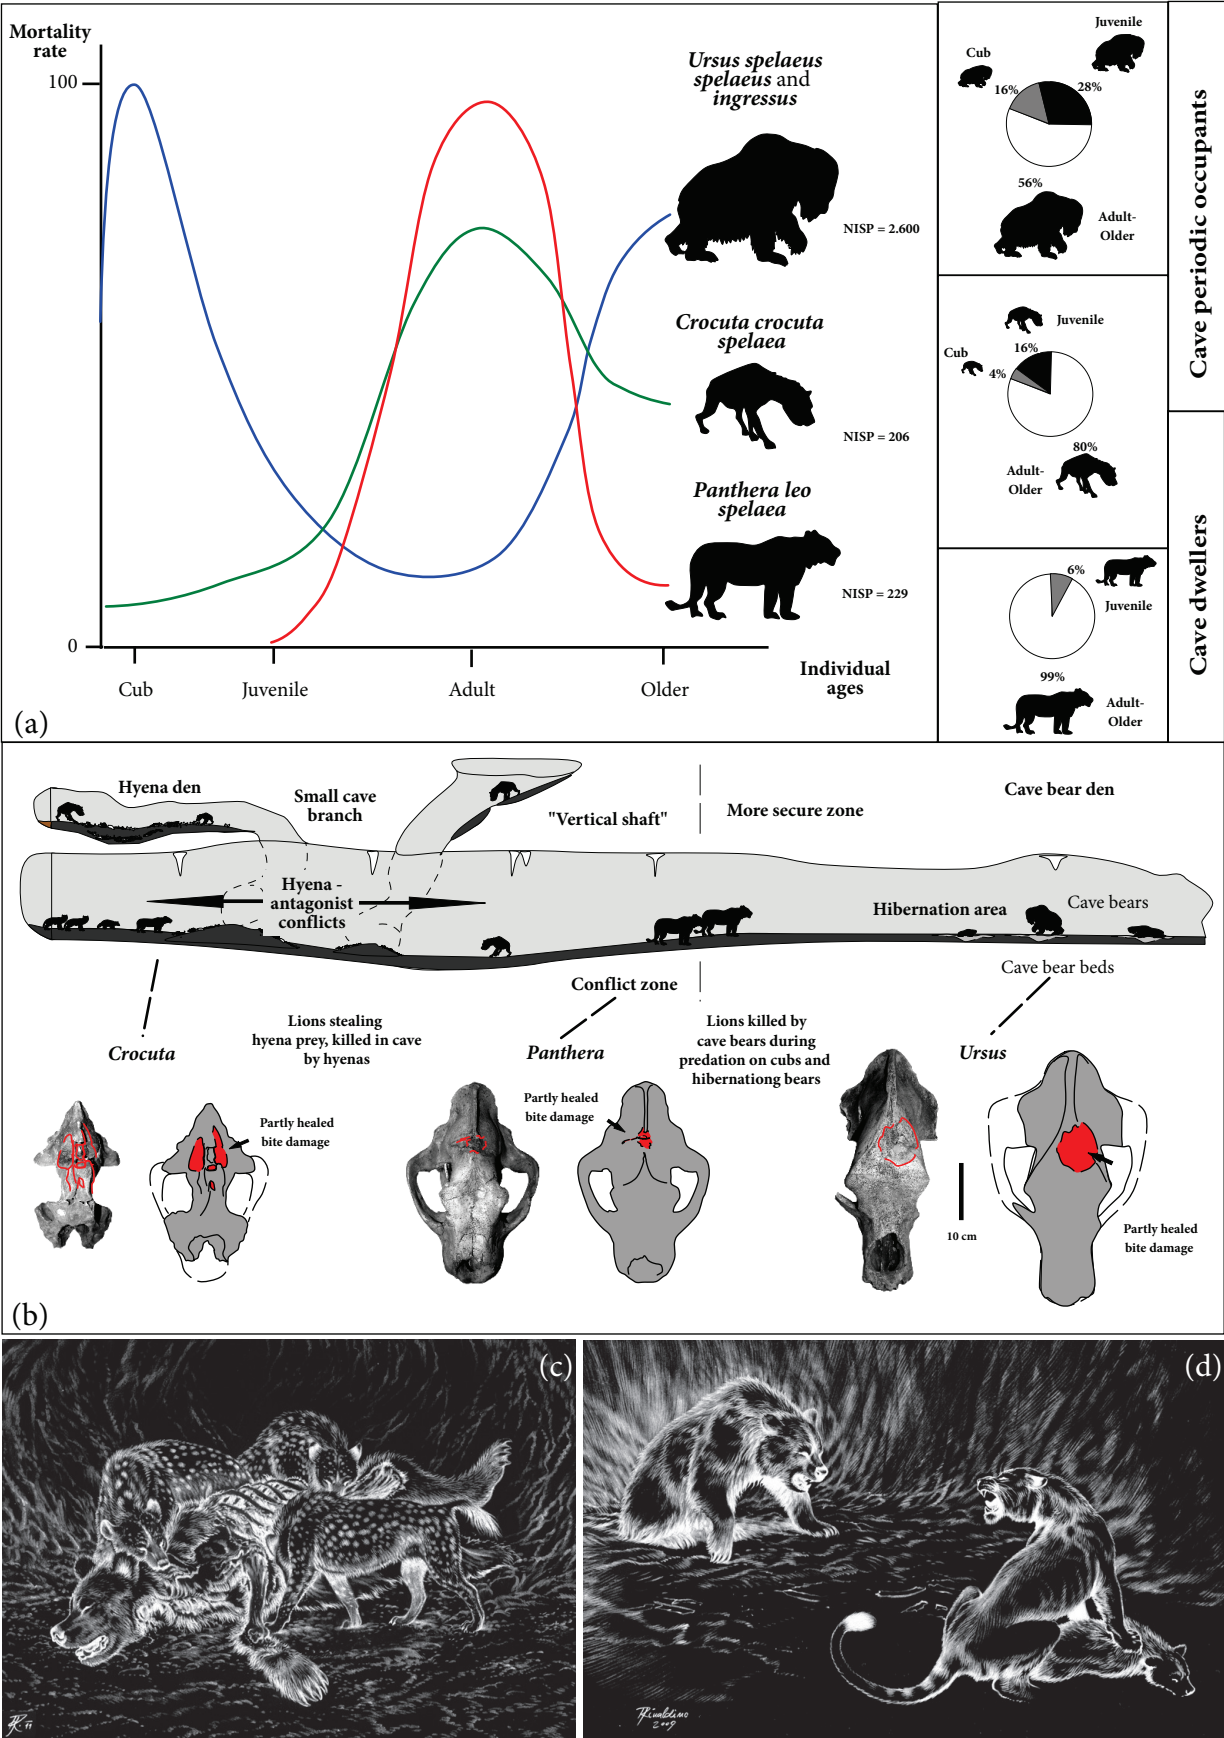 Mortality
rate
100
0
Cub
Juvenile
Adult
Older
Individual
ages
(a)
Ursus spelaeus
spelaeus and
ingressus
NISP = 2.600
Crocuta crocuta
spelaea
NISP = 206
Panthera leo
spelaea
NISP = 229
Juvenile
Cub
16%
28%
56%
Adult-
Older
Juvenile
Cub
16%
4%
80%
Adult-
Older
6%
Juvenile
99%
Adult-
Older
Cave periodic occupants
Cave dwellers
Hyena den
Small cave
branch
"Vertical shaft"
More secure zone
Cave bear den
Hyena -
antagonist
conflicts
Hibernation area
Cave bears
Cave bear beds
Conflict zone
Lions stealing
hyena prey, killed in cave
by hyenas
Lions killed by
cave bears during
predation on cubs and
hibernationg bears
Crocuta
Panthera
Ursus
Partly healed
bite damage
Partly healed
bite damage
10 cm
Partly healed
bite damage
(b)
(c)
(d)
Rinaldino
2009